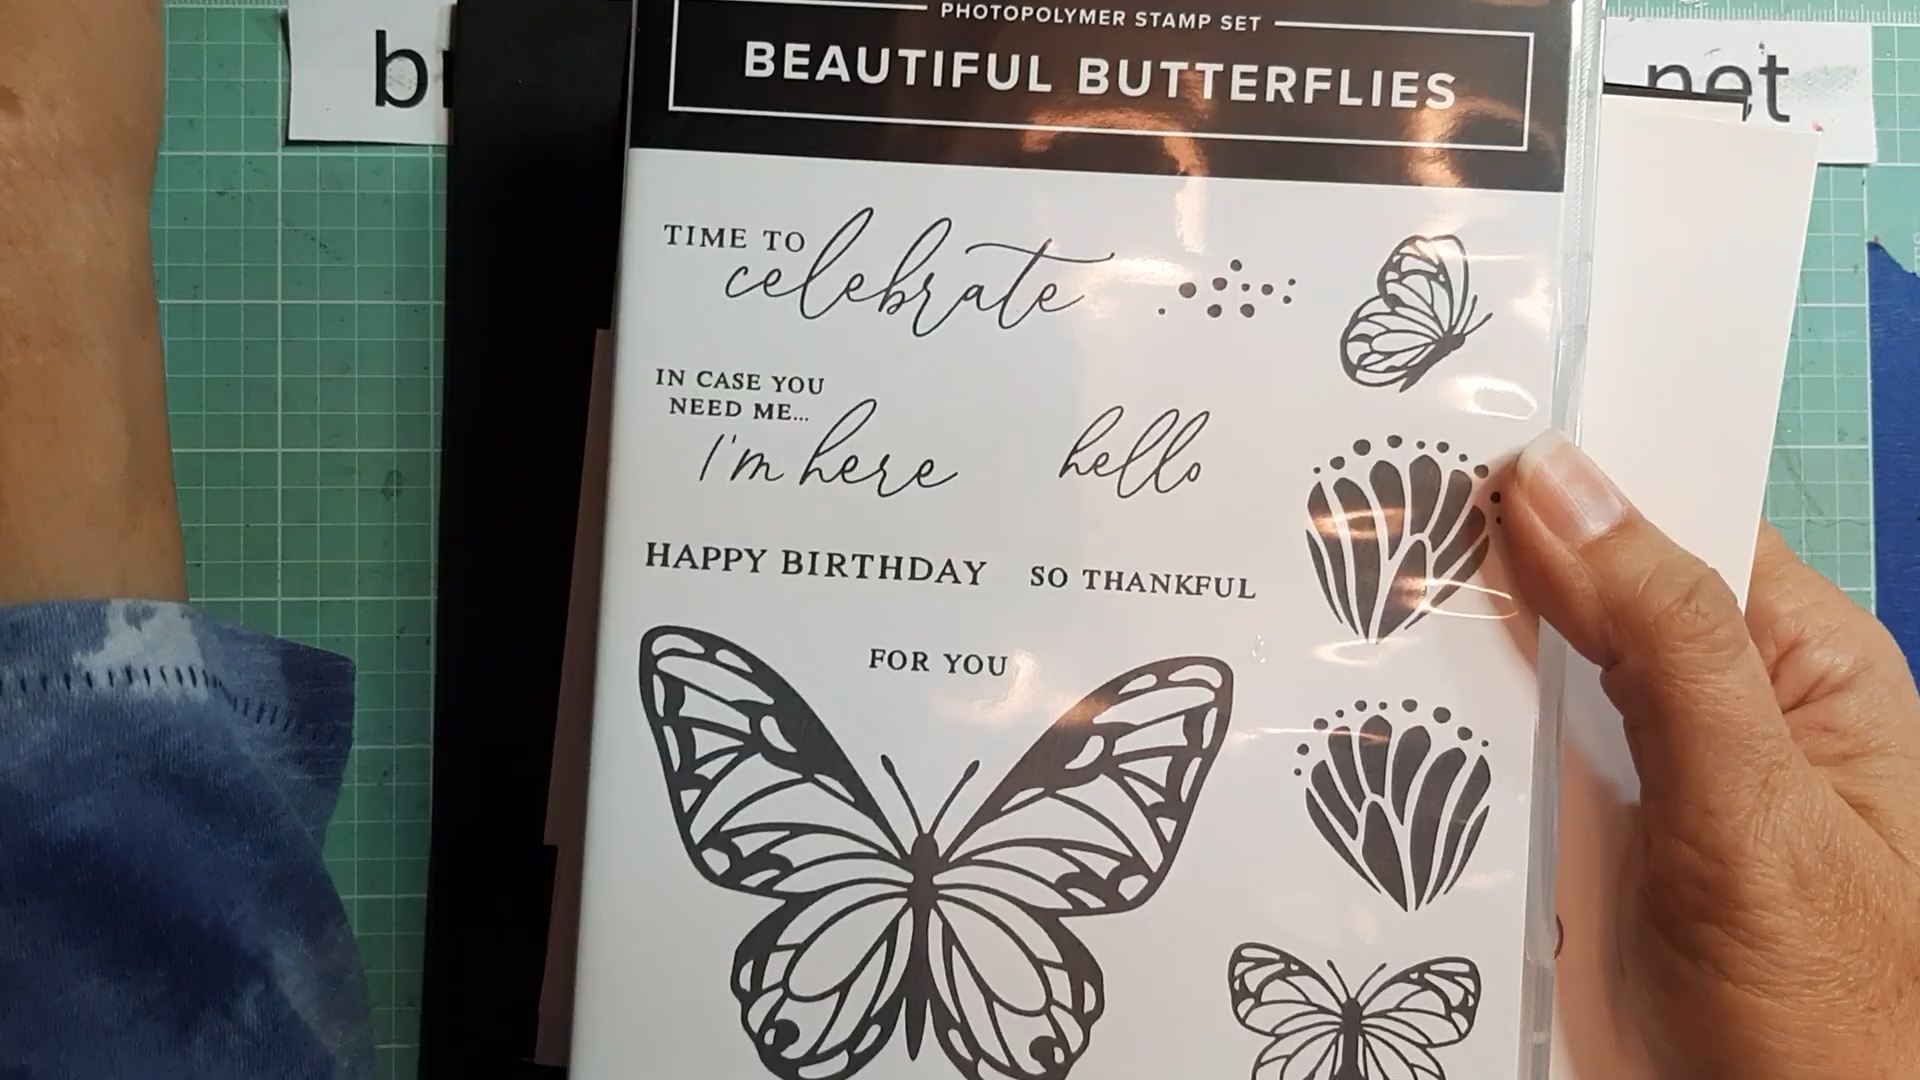 PHOTOPOLYMER STAMP SET
BEAUTIFUL BUTTERFLIES
net
TIME TO
celebrate
IN CASE YOU
NEED ME...
I'm here
hello
HAPPY BIRTHDAY
SO THANKFUL
FOR YOU